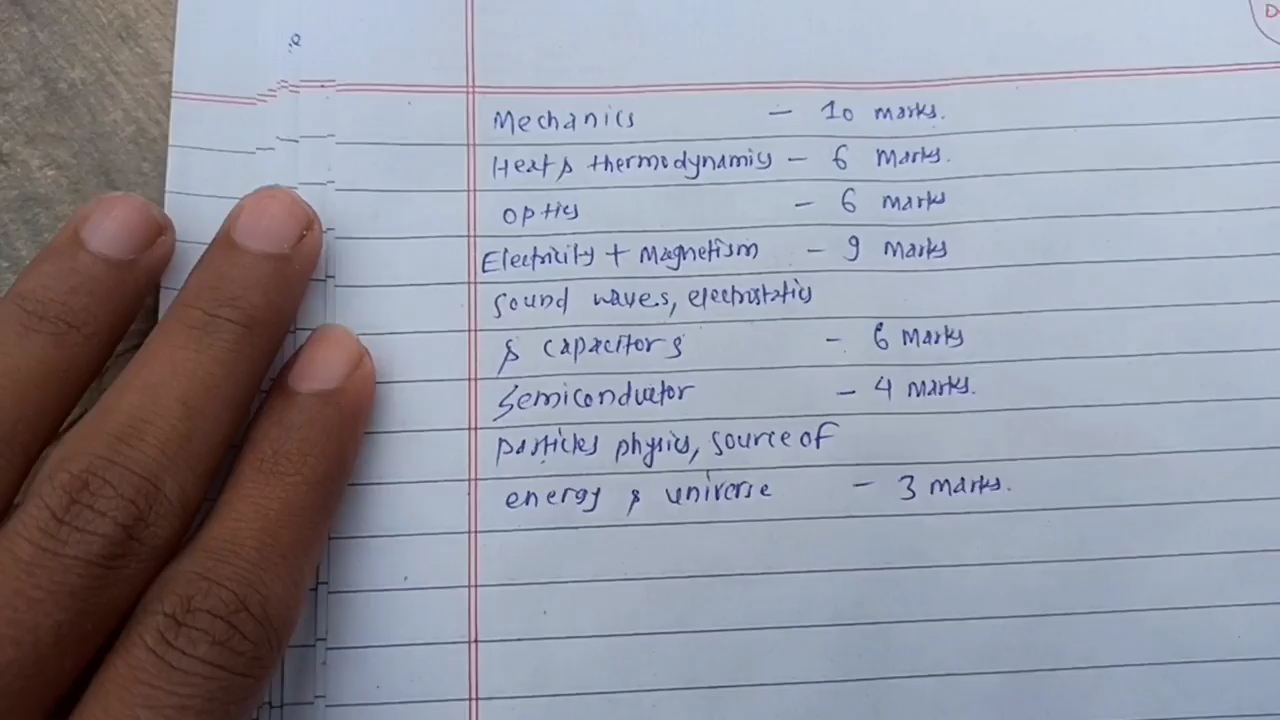 Mechanics - 10 marks.
Heat & thermodynamics - 6 marks.
optics - 6 marks
Electricity + Magnetism - 9 marks
sound waves, electrostatics
& capacitors - 6 marks
semiconductor - 4 marks.
particles physics, source of
energy & universe - 3 marks.
D